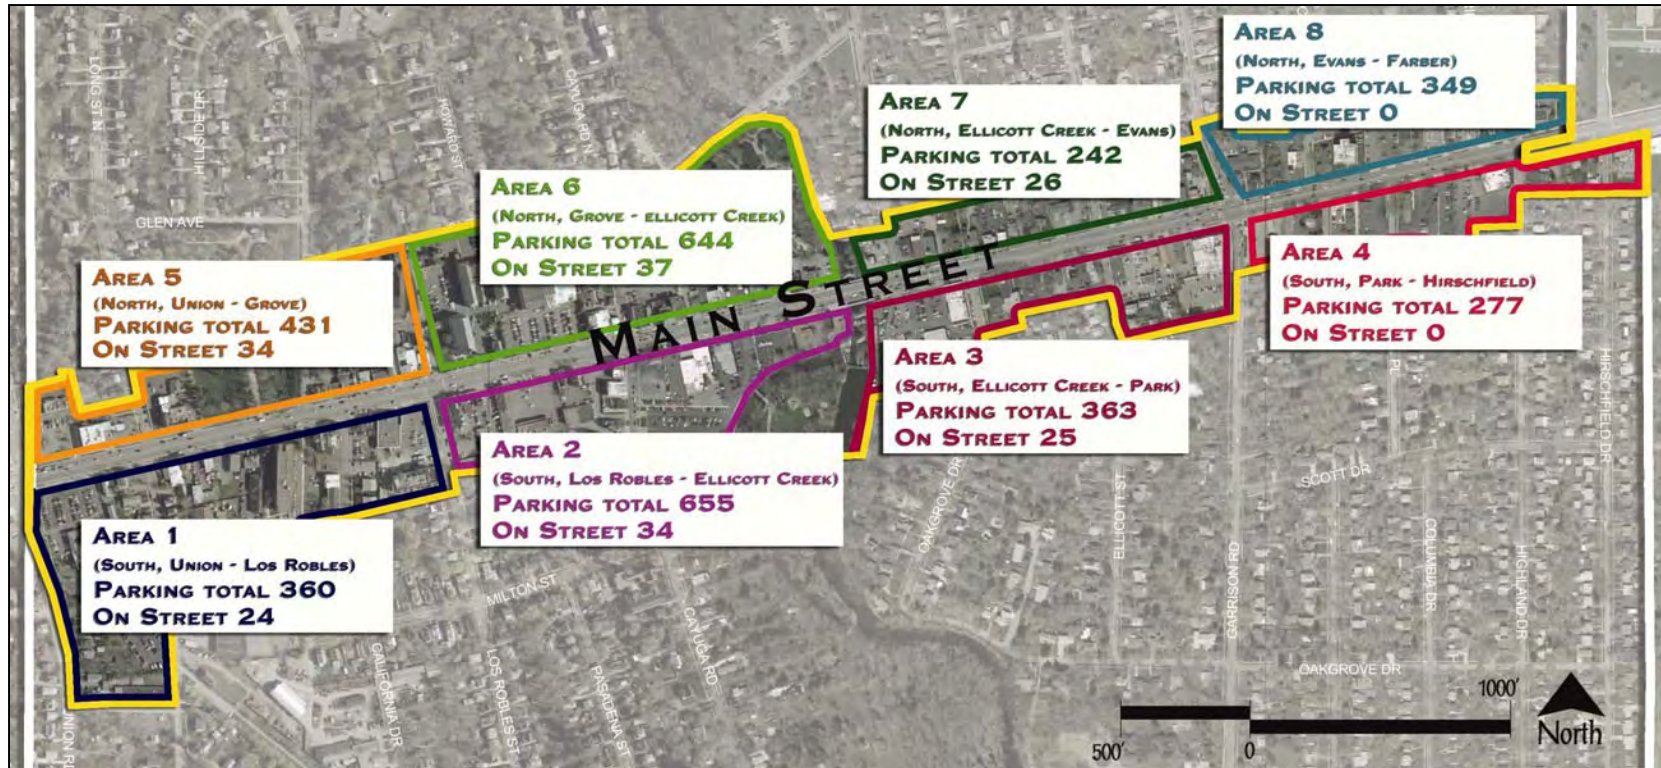 LONG ST N
HILLSIDE DR
HOWARD ST
CAYUGA RD N
GLEN AVE
AREA 8
(NORTH, EVANS - FARBER)
PARKING TOTAL 349
ON STREET 0
AREA 7
(NORTH, ELLICOTT CREEK - EVANS)
PARKING TOTAL 242
ON STREET 26
AREA 6
(NORTH, GROVE - ELLICOTT CREEK)
PARKING TOTAL 644
ON STREET 37
AREA 5
(NORTH, UNION - GROVE)
PARKING TOTAL 431
ON STREET 34
MAIN STREET
AREA 4
(SOUTH, PARK - HIRSCHFIELD)
PARKING TOTAL 277
ON STREET 0
AREA 3
(SOUTH, ELLICOTT CREEK - PARK)
PARKING TOTAL 363
ON STREET 25
AREA 2
(SOUTH, LOS ROBLES - ELLICOTT CREEK)
PARKING TOTAL 655
ON STREET 34
AREA 1
(SOUTH, UNION - LOS ROBLES)
PARKING TOTAL 360
ON STREET 24
PL
HIRSCHFIELD DR
OAKGROVE DR
ELLICOTT ST
GARRISON RD
SCOTT DR
COLUMBIA DR
HIGHLAND DR
MILTON ST
CALIFORNIA DR
LOS ROBLES ST
PASADENA ST
CAYUGA RD
OAKGROVE DR
UNION RD
500'
0
1000'
North